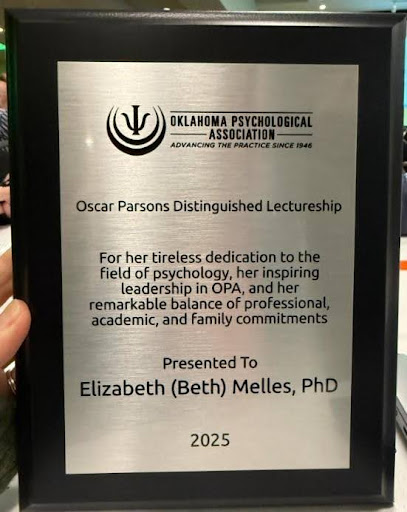 OKLAHOMA PSYCHOLOGICAL
ASSOCIATION
ADVANCING THE PRACTICE SINCE 1946
Oscar Parsons Distinguished Lectureship
For her tireless dedication to the
field of psychology, her inspiring
leadership in OPA, and her
remarkable balance of professional,
academic, and family commitments
Presented To
Elizabeth (Beth) Melles, PhD
2025